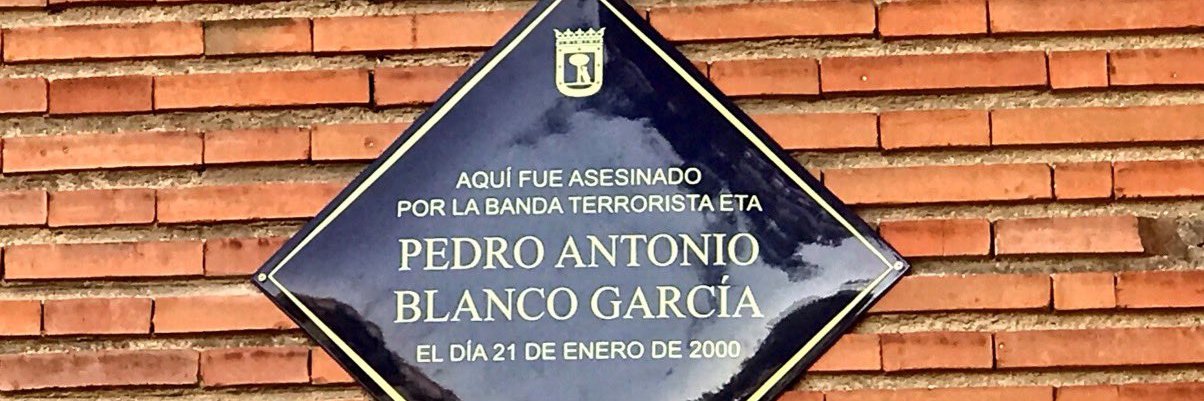 AQUÍ FUE ASESINADO
POR LA BANDA TERRORISTA ETA
PEDRO ANTONIO
BLANCO GARCÍA
EL DÍA 21 DE ENERO DE 2000